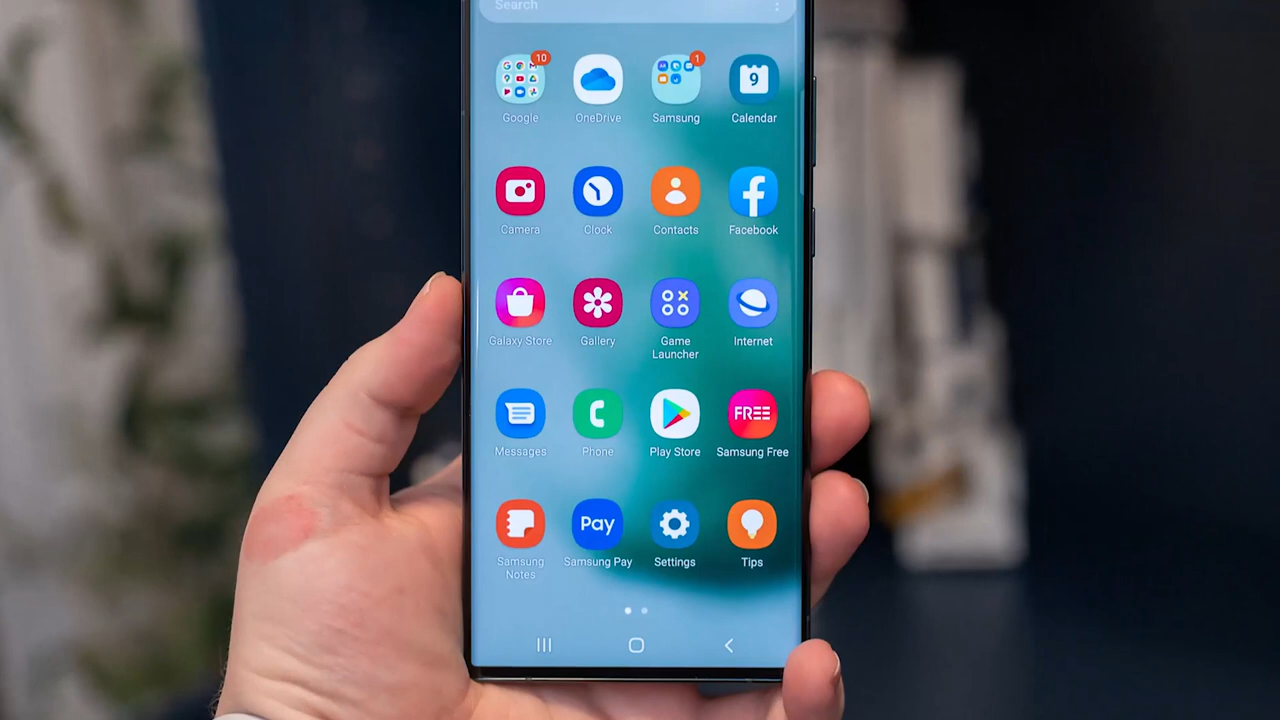 Search
10
1
9
Google
OneDrive
Samsung
Calendar
Camera
Clock
Contacts
Facebook
Galaxy Store
Gallery
Game
Launcher
Internet
FREE
Messages
Phone
Play Store
Samsung Free
Pay
Samsung
Notes
Samsung Pay
Settings
Tips